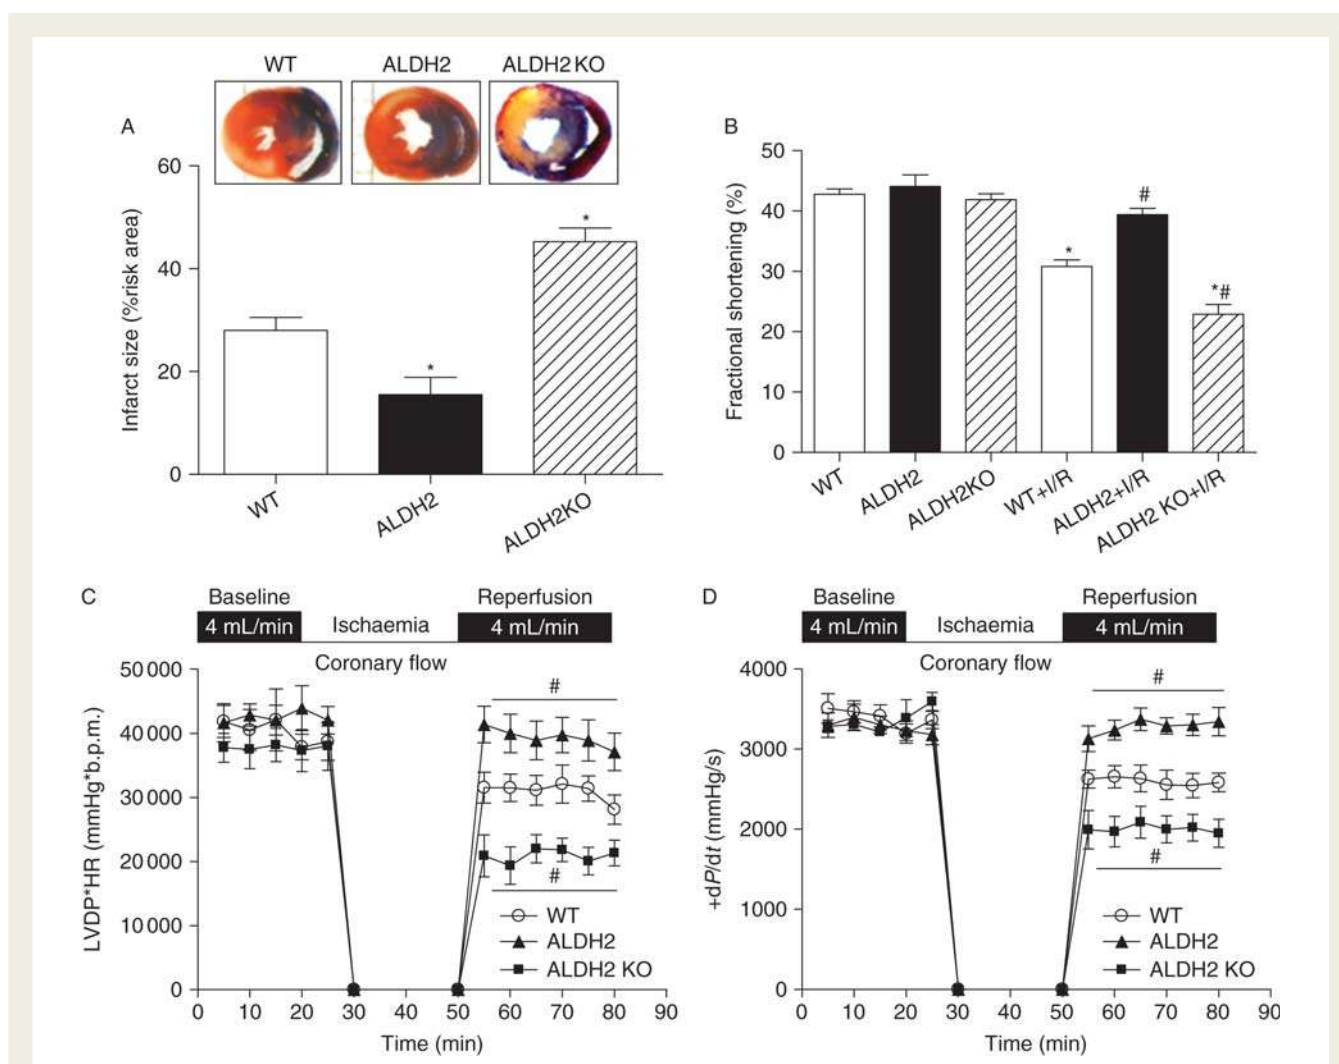 WT ALDH2 ALDH2 KO
A
60
40
20
0
Infarct size (%risk area)
*
*
WT
ALDH2
ALDH2KO
B
50
40
30
20
10
0
Fractional shortening (%)
*
#
*#
WT
ALDH2
ALDH2KO
WT+I/R
ALDH2+I/R
ALDH2 KO+I/R
C
Baseline Reperfusion
4 mL/min Ischaemia 4 mL/min
Coronary flow
50 000
40 000
30 000
20 000
10 000
0
LVDP*HR (mmHg*b.p.m.)
#
#
WT
ALDH2
ALDH2 KO
0 10 20 30 40 50 60 70 80 90
Time (min)
D
Baseline Reperfusion
4 mL/min Ischaemia 4 mL/min
Coronary flow
4000
3000
2000
1000
0
+dP/dt (mmHg/s)
#
#
WT
ALDH2
ALDH2 KO
0 10 20 30 40 50 60 70 80 90
Time (min)